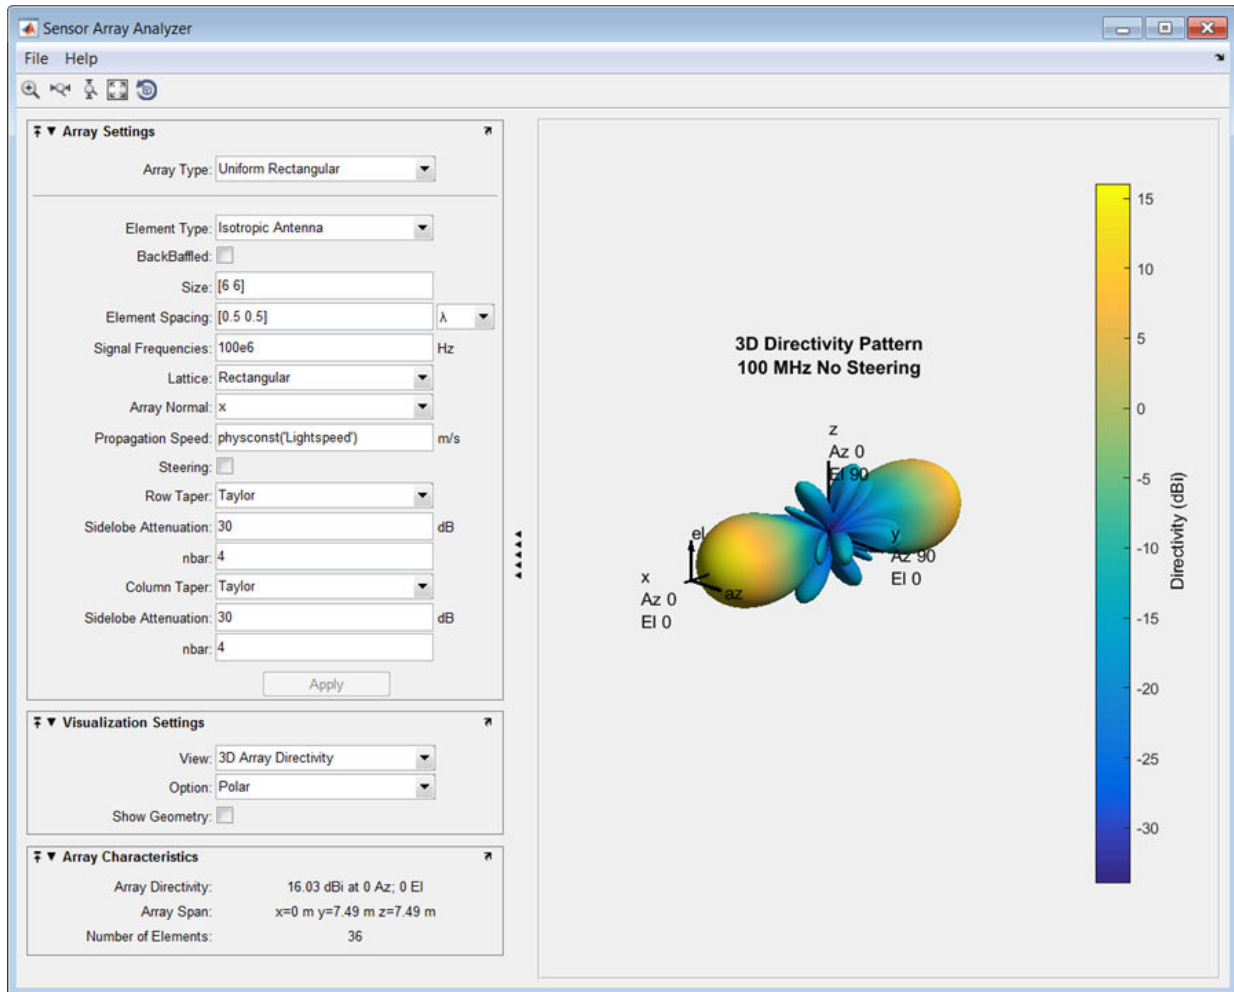 Sensor Array Analyzer
File Help
Array Settings
Array Type: Uniform Rectangular
Element Type: Isotropic Antenna
BackBaffled:
Size: [6 6]
Element Spacing: [0.5 0.5] λ
Signal Frequencies: 100e6 Hz
Lattice: Rectangular
Array Normal: x
Propagation Speed: physconst('Lightspeed') m/s
Steering:
Row Taper: Taylor
Sidelobe Attenuation: 30 dB
nbar: 4
Column Taper: Taylor
Sidelobe Attenuation: 30 dB
nbar: 4
Apply
Visualization Settings
View: 3D Array Directivity
Option: Polar
Show Geometry:
Array Characteristics
Array Directivity: 16.03 dBi at 0 Az; 0 El
Array Span: x=0 m y=7.49 m z=7.49 m
Number of Elements: 36
3D Directivity Pattern
100 MHz No Steering
z
Az 0
El 90
el
x
Az 0
El 0
az
y
Az 90
El 0
15
10
5
0
-5
-10
-15
-20
-25
-30
Directivity (dBi)